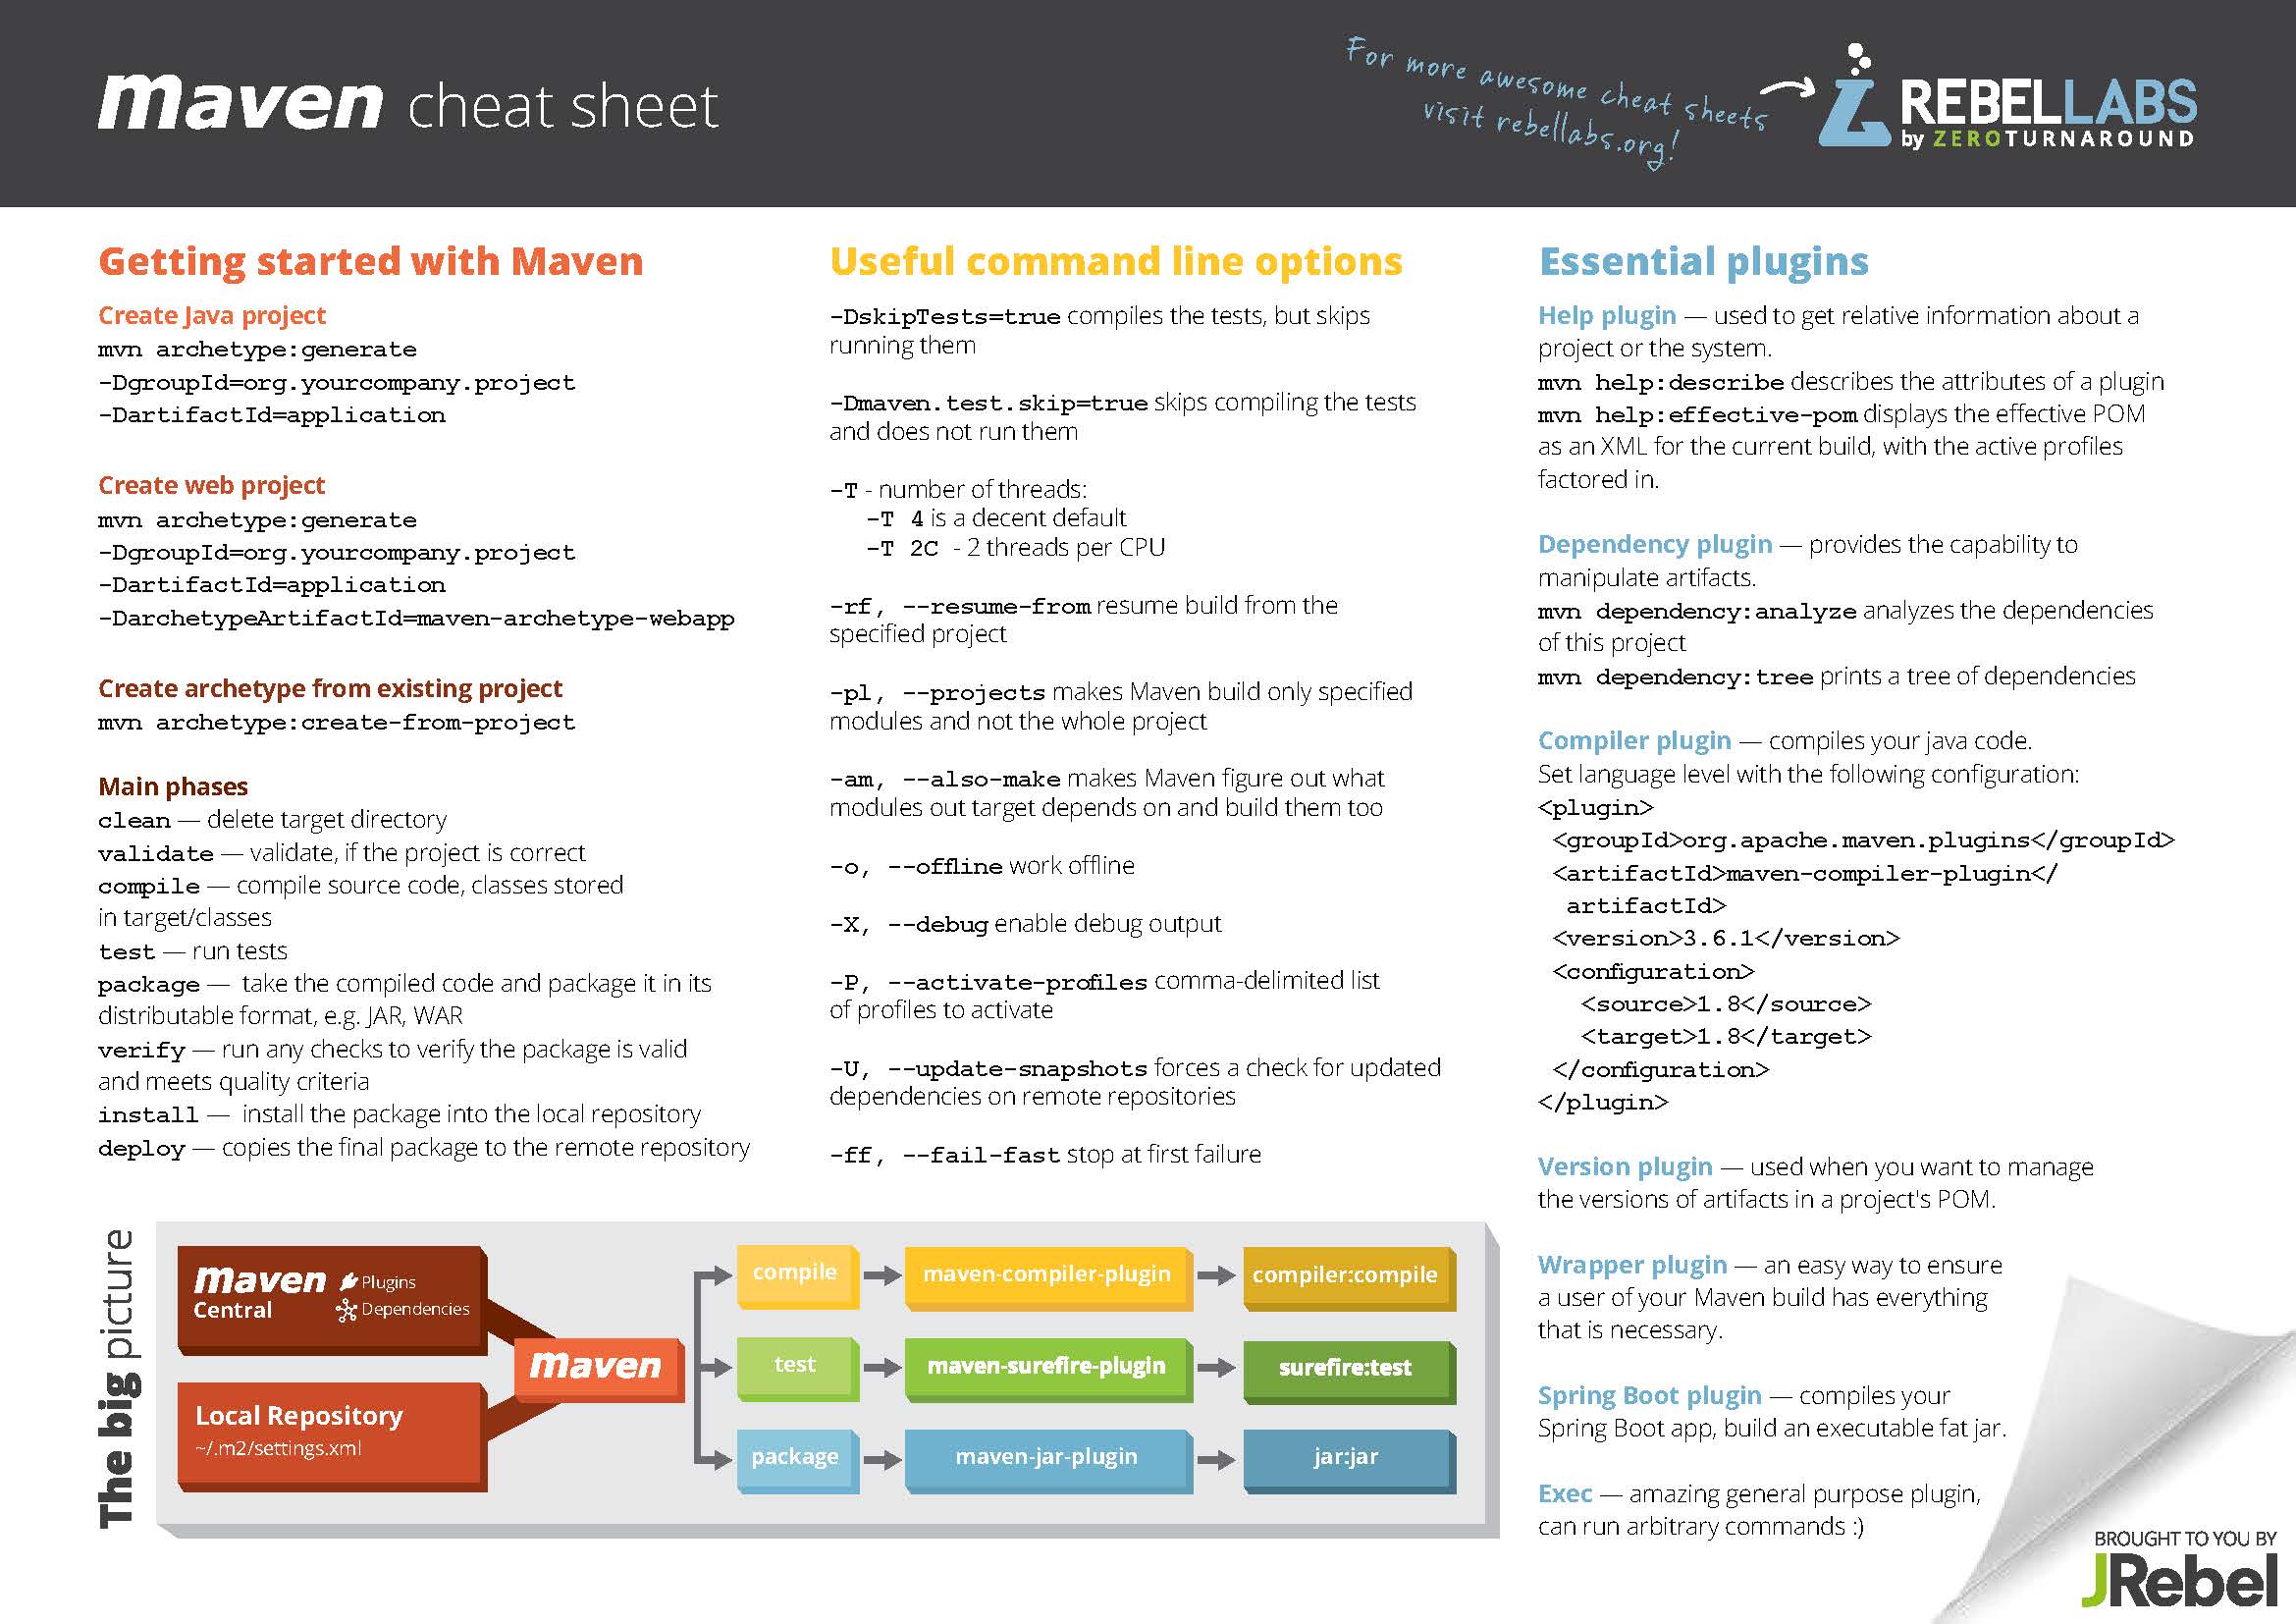 maven cheat sheet
For more awesome cheat sheets
visit rebellabs.org!
REBELLABS
by ZEROTURNAROUND
Getting started with Maven
Create Java project
mvn archetype:generate
-DgroupId=org.yourcompany.project
-DartifactId=application
Create web project
mvn archetype:generate
-DgroupId=org.yourcompany.project
-DartifactId=application
-DarchetypeArtifactId=maven-archetype-webapp
Create archetype from existing project
mvn archetype:create-from-project
Main phases
clean — delete target directory
validate — validate, if the project is correct
compile — compile source code, classes stored
in target/classes
test — run tests
package — take the compiled code and package it in its
distributable format, e.g. JAR, WAR
verify — run any checks to verify the package is valid
and meets quality criteria
install — install the package into the local repository
deploy — copies the final package to the remote repository
Useful command line options
-DskipTests=true compiles the tests, but skips
running them
-Dmaven.test.skip=true skips compiling the tests
and does not run them
-T - number of threads:
-T 4 is a decent default
-T 2C - 2 threads per CPU
-rf, --resume-from resume build from the
specified project
-pl, --projects makes Maven build only specified
modules and not the whole project
-am, --also-make makes Maven figure out what
modules out target depends on and build them too
-o, --offline work offline
-X, --debug enable debug output
-P, --activate-profiles comma-delimited list
of profiles to activate
-U, --update-snapshots forces a check for updated
dependencies on remote repositories
-ff, --fail-fast stop at first failure
Essential plugins
Help plugin — used to get relative information about a
project or the system.
mvn help:describe describes the attributes of a plugin
mvn help:effective-pom displays the effective POM
as an XML for the current build, with the active profiles
factored in.
Dependency plugin — provides the capability to
manipulate artifacts.
mvn dependency:analyze analyzes the dependencies
of this project
mvn dependency:tree prints a tree of dependencies
Compiler plugin — compiles your java code.
Set language level with the following configuration:
<plugin>
<groupId>org.apache.maven.plugins</groupId>
<artifactId>maven-compiler-plugin</
artifactId>
<version>3.6.1</version>
<configuration>
<source>1.8</source>
<target>1.8</target>
</configuration>
</plugin>
Version plugin — used when you want to manage
the versions of artifacts in a project's POM.
Wrapper plugin — an easy way to ensure
a user of your Maven build has everything
that is necessary.
Spring Boot plugin — compiles your
Spring Boot app, build an executable fat jar.
Exec — amazing general purpose plugin,
can run arbitrary commands :)
The big picture
maven Plugins
Central Dependencies
Local Repository
~/.m2/settings.xml
maven
compile maven-compiler-plugin compiler:compile
test maven-surefire-plugin surefire:test
package maven-jar-plugin jar:jar
BROUGHT TO YOU BY
JRebel